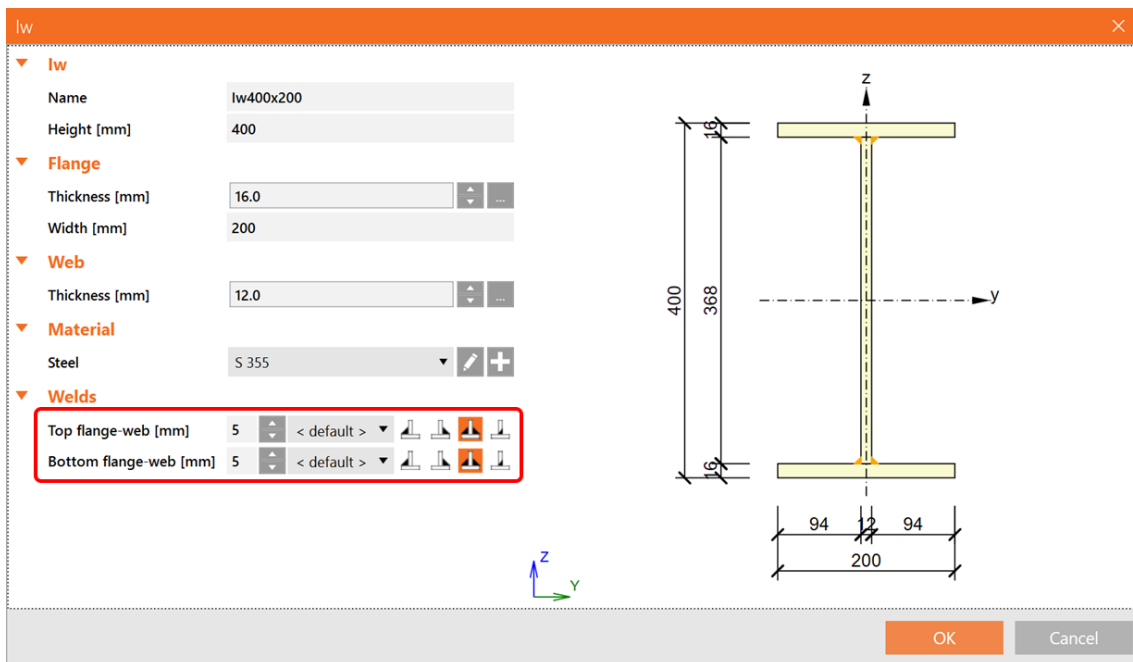 Iw
Iw
Name Iw400x200
Height [mm] 400
Flange
Thickness [mm] 16.0 ...
Width [mm] 200
Web
Thickness [mm] 12.0 ...
Material
Steel S 355
Welds
Top flange-web [mm] 5 < default >
Bottom flange-web [mm] 5 < default >
z
16
400
368
y
16
94 12 94
200
Z
Y
OK Cancel